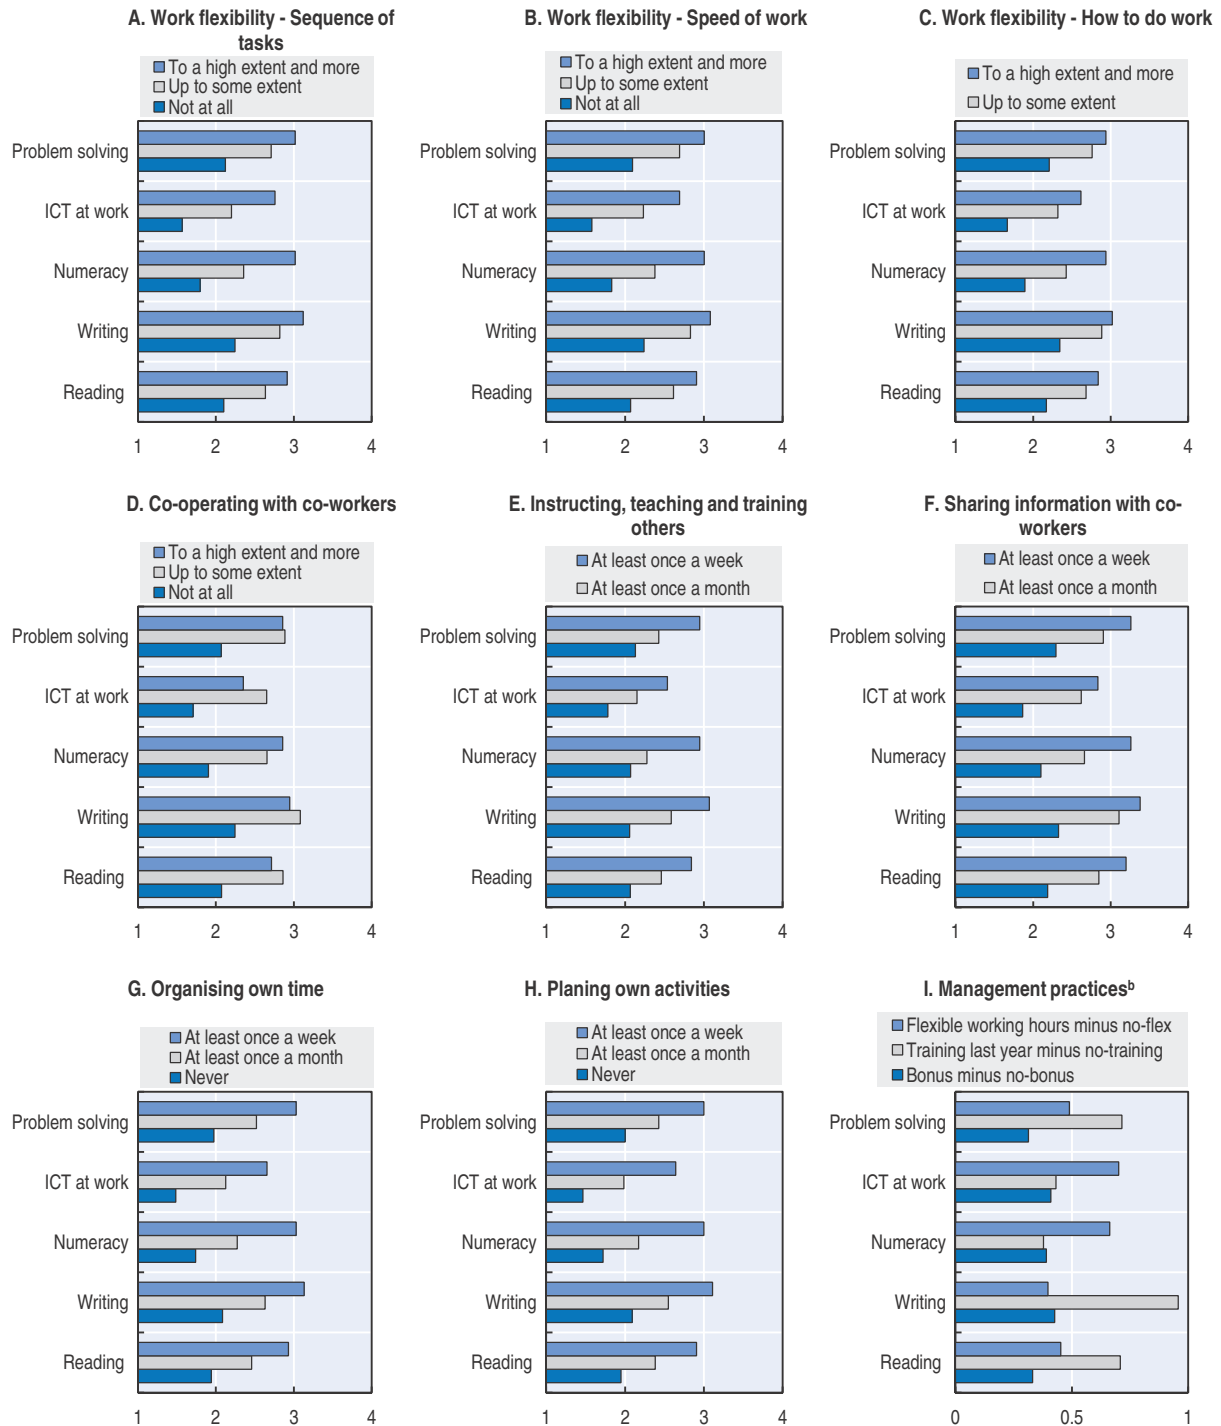 A. Work flexibility - Sequence of
tasks
To a high extent and more
Up to some extent
Not at all
Problem solving
ICT at work
Numeracy
Writing
Reading
1 2 3 4
B. Work flexibility - Speed of work
To a high extent and more
Up to some extent
Not at all
Problem solving
ICT at work
Numeracy
Writing
Reading
1 2 3 4
C. Work flexibility - How to do work
To a high extent and more
Up to some extent
Problem solving
ICT at work
Numeracy
Writing
Reading
1 2 3 4
D. Co-operating with co-workers
To a high extent and more
Up to some extent
Not at all
Problem solving
ICT at work
Numeracy
Writing
Reading
1 2 3 4
E. Instructing, teaching and training
others
At least once a week
At least once a month
Problem solving
ICT at work
Numeracy
Writing
Reading
1 2 3 4
F. Sharing information with co-
workers
At least once a week
At least once a month
Problem solving
ICT at work
Numeracy
Writing
Reading
1 2 3 4
G. Organising own time
At least once a week
At least once a month
Never
Problem solving
ICT at work
Numeracy
Writing
Reading
1 2 3 4
H. Planing own activities
At least once a week
At least once a month
Never
Problem solving
ICT at work
Numeracy
Writing
Reading
1 2 3 4
I. Management practicesᵇ
Flexible working hours minus no-flex
Training last year minus no-training
Bonus minus no-bonus
Problem solving
ICT at work
Numeracy
Writing
Reading
0 0.5 1